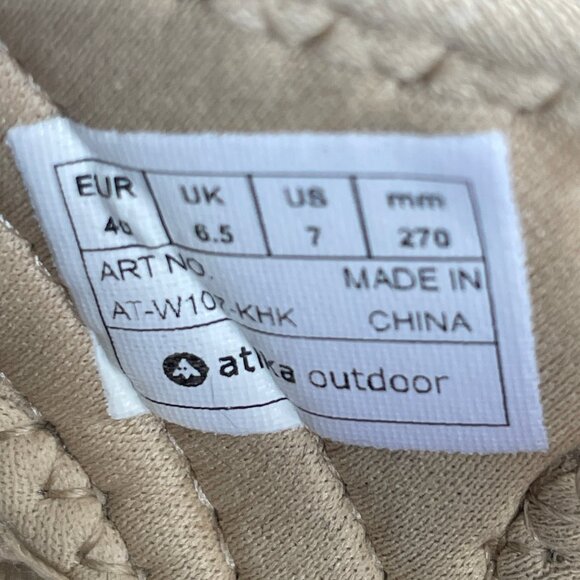 EUR UK US mm
40 6.5 7 270
ART NO. MADE IN
CHINA
atika outdoor